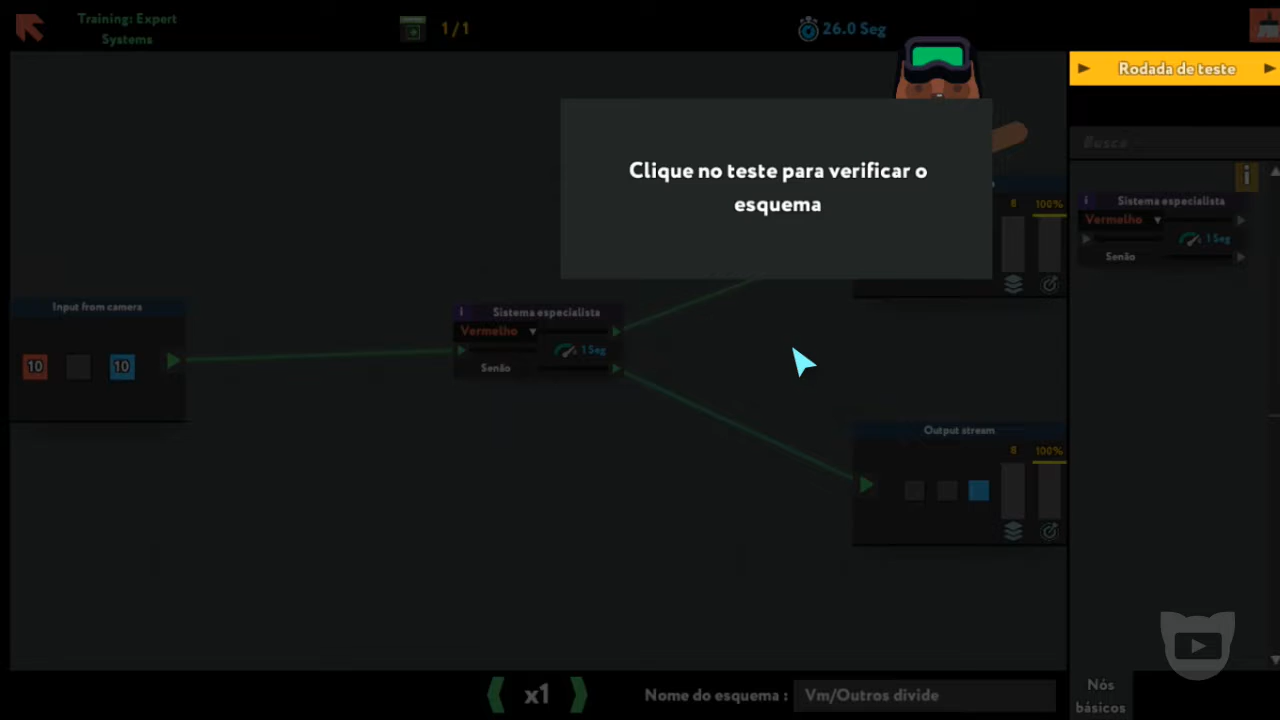 Training: Expert
Systems
1/1
26.0 Seg
Rodada de teste
Clique no teste para verificar o
esquema
Busca
i
i Sistema especialista
Vermelho
1 Seg
Senão
8 100%
Input from camera
10 10
i Sistema especialista
Vermelho
1 Seg
Senão
Output stream
8 100%
x1
Nome do esquema : Vm/Outros divide
Nós
básicos